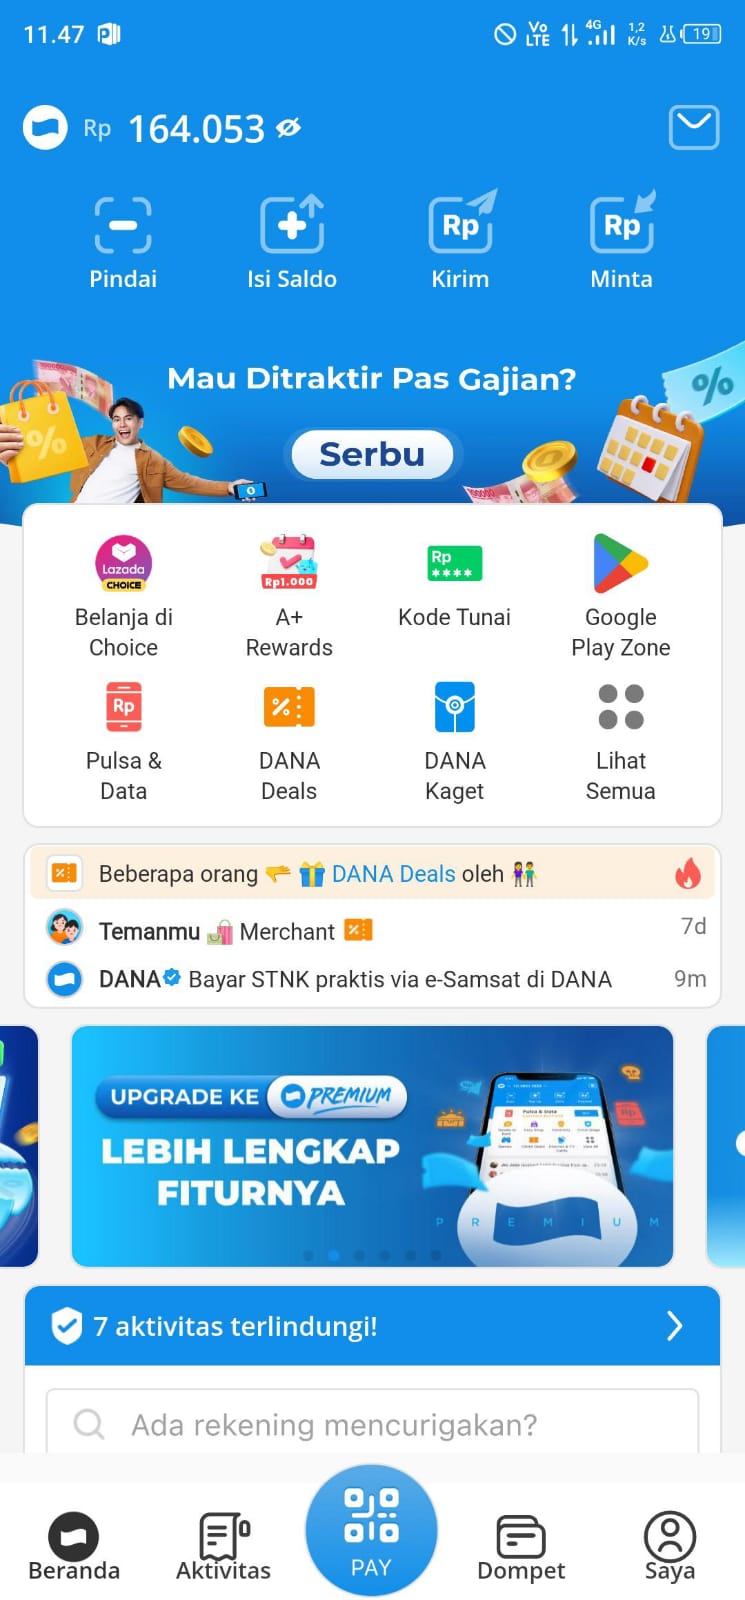 11.47
Vo LTE 4G 1,2 K/s 19
Rp 164.053
Pindai Isi Saldo Rp Kirim Rp Minta
Mau Ditraktir Pas Gajian?
Serbu
Lazada
CHOICE
Rp1.000
Rp
****
Belanja di Choice
A+ Rewards
Kode Tunai
Google Play Zone
Rp
Pulsa & Data
DANA Deals
DANA Kaget
Lihat Semua
Beberapa orang DANA Deals oleh
Temanmu Merchant 7d
DANA Bayar STNK praktis via e-Samsat di DANA 9m
UPGRADE KE PREMIUM
LEBIH LENGKAP
FITURNYA
P R E M I U M
7 aktivitas terlindungi!
Ada rekening mencurigakan?
Beranda Aktivitas PAY Dompet Saya